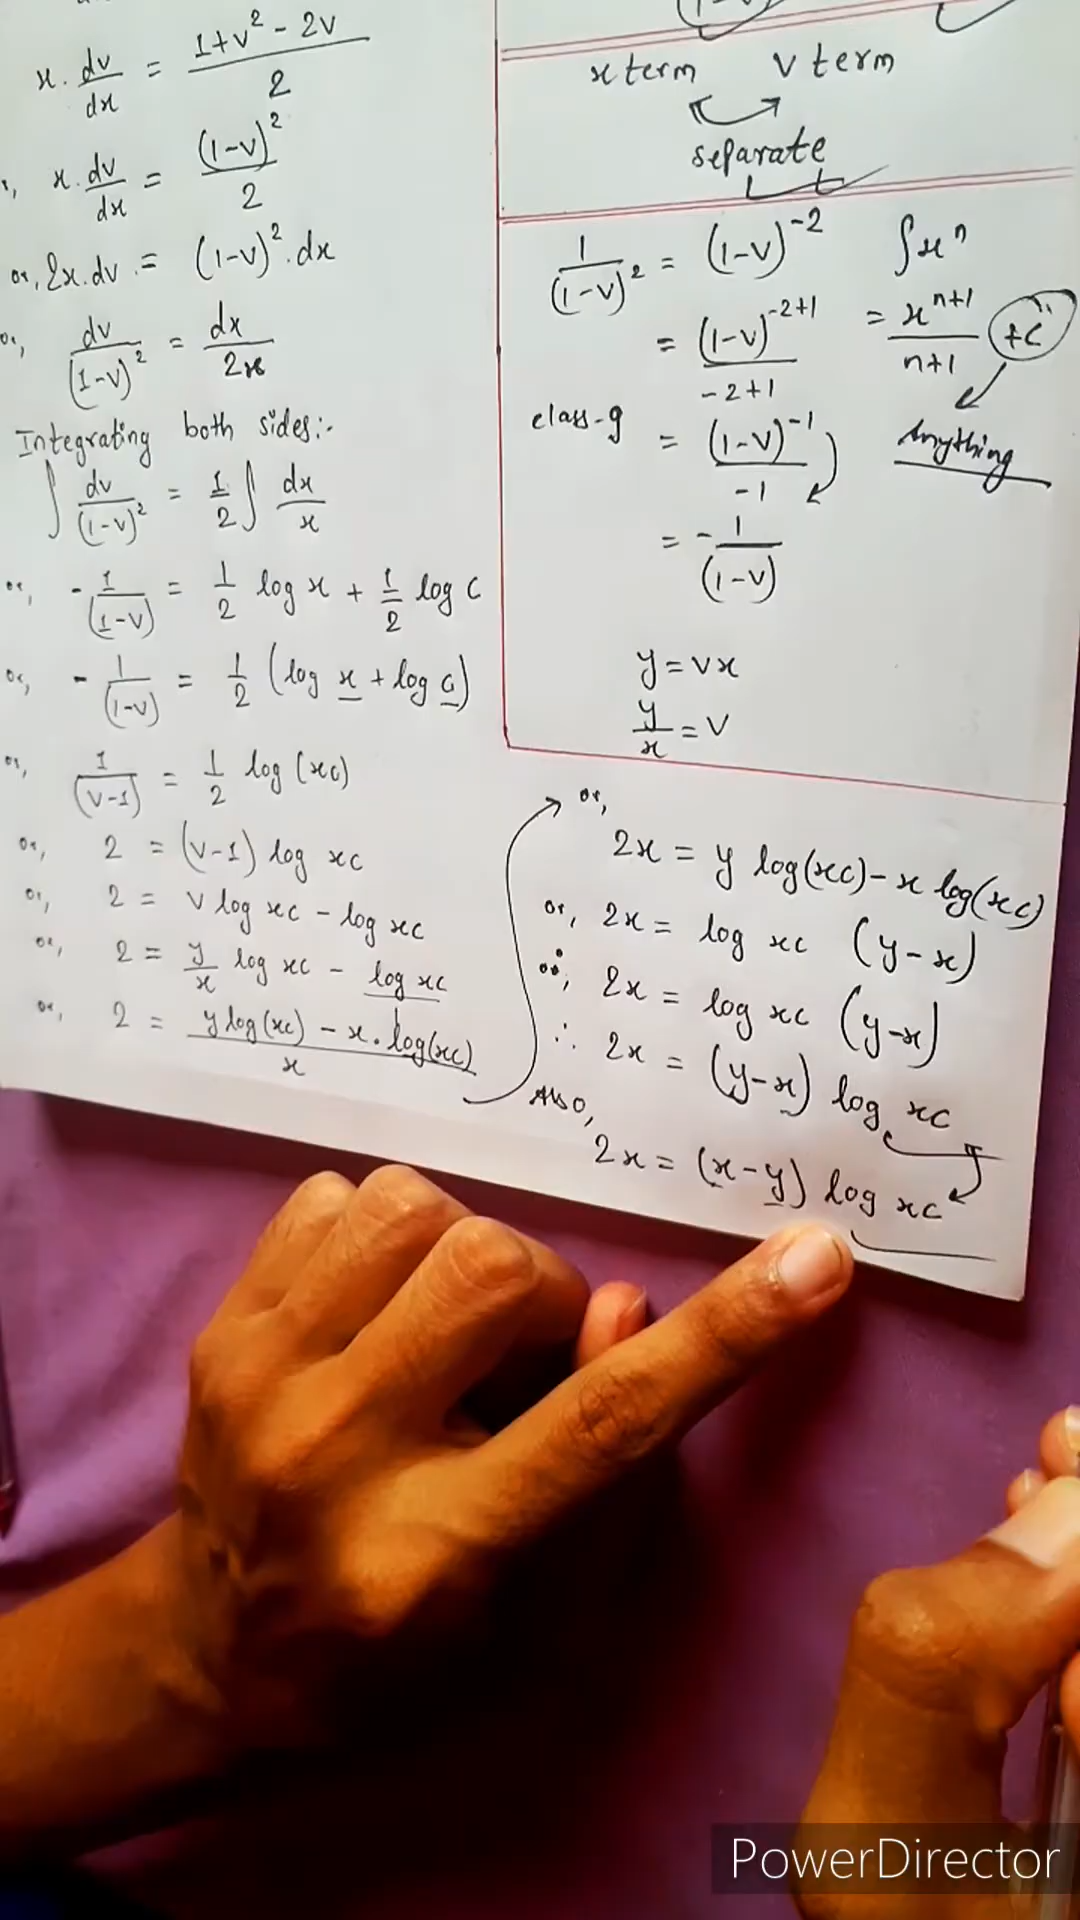 x. dv/dx = 1+v² - 2v / 2
x. dv/dx = (1-v)² / 2
or, 2x.dv = (1-v)².dx
or, dv/(1-v)² = dx/2x
Integrating both sides:-
∫ dv/(1-v)² = 1/2 ∫ dx/x
or, - 1/(1-v) = 1/2 log x + 1/2 log C
or, - 1/(1-v) = 1/2 (log x + log c)
or, 1/(v-1) = 1/2 log (xc)
or, 2 = (v-1) log xc
or, 2 = v log xc - log xc
or, 2 = y/x log xc - log xc
or, 2 = y log(xc) - x. log(xc) / x
x term v term
separate
1/(1-v)² = (1-v)^-2
= (1-v)^-2+1 / -2+1
class-9
= (1-v)^-1 / -1
= - 1/(1-v)
∫x^n
= x^n+1 / n+1 +c
Anything
y = vx
y/x = v
or,
2x = y log(xc) - x log(xc)
or, 2x = log xc (y-x)
or, 2x = log xc (y-x)
∴ 2x = (y-x) log xc
Also,
2x = (x-y) log xc
PowerDirector